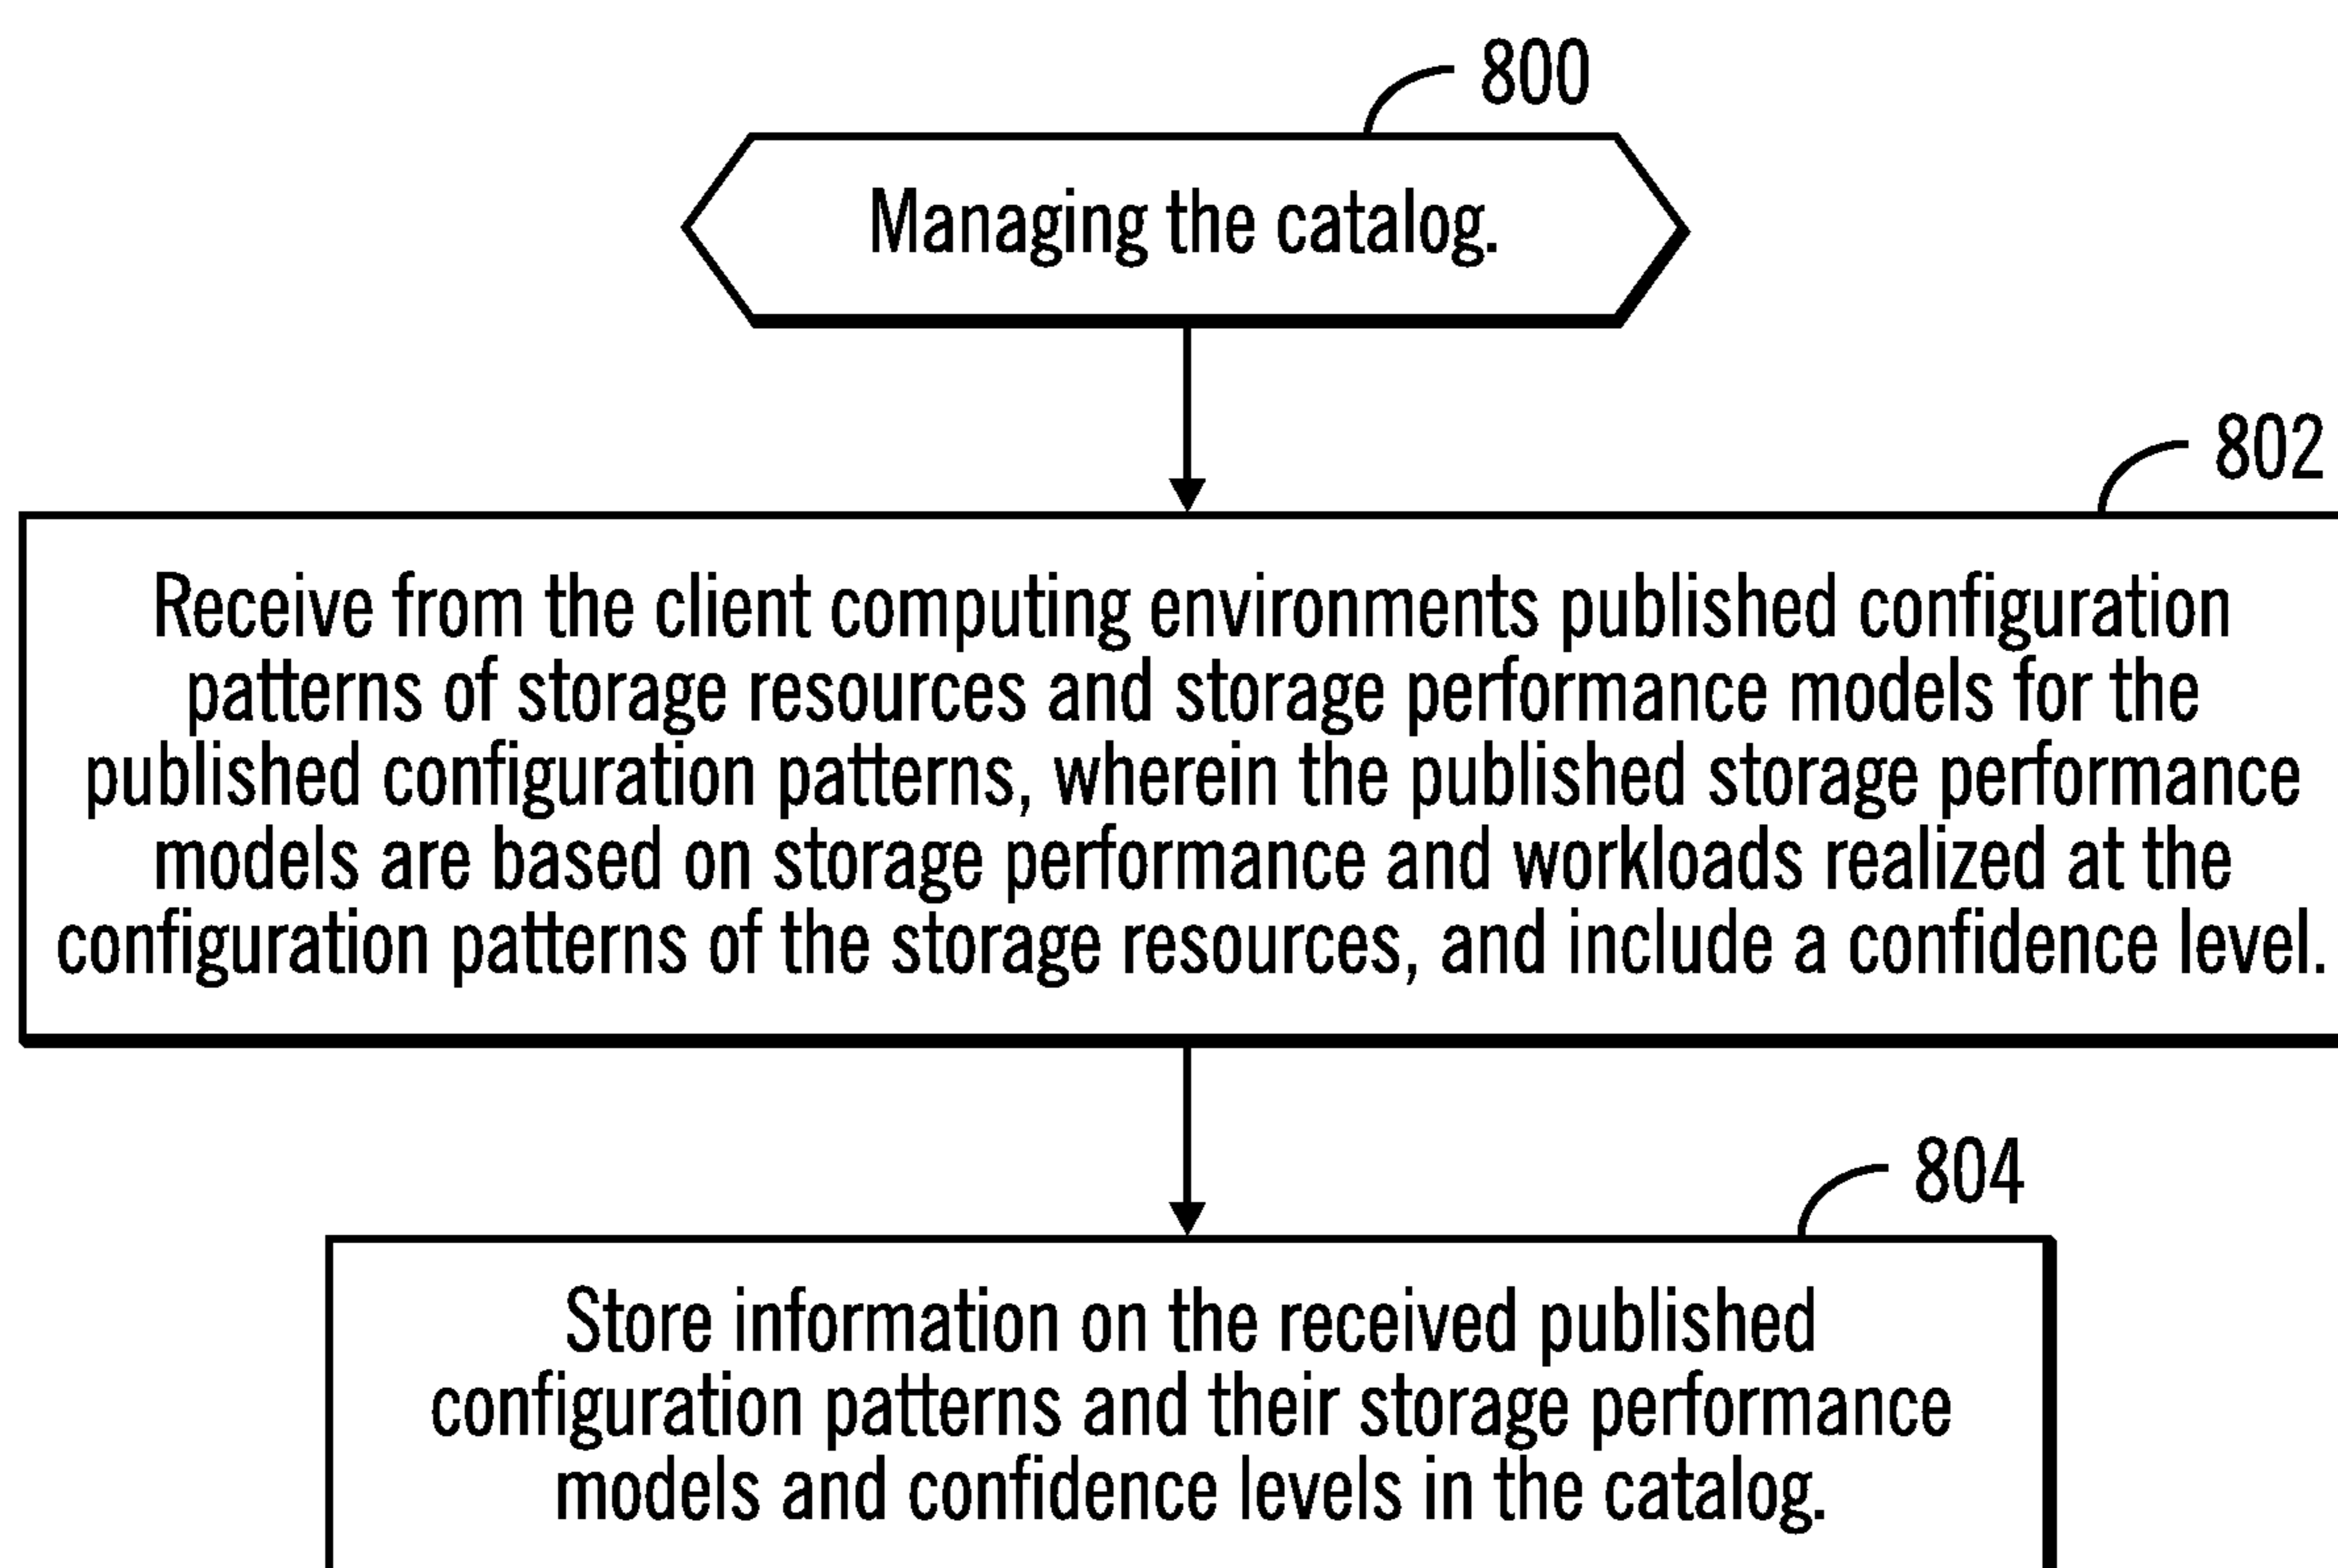 800
Managing the catalog.
802
Receive from the client computing environments published configuration
patterns of storage resources and storage performance models for the
published configuration patterns, wherein the published storage performance
models are based on storage performance and workloads realized at the
configuration patterns of the storage resources, and include a confidence level.
804
Store information on the received published
configuration patterns and their storage performance
models and confidence levels in the catalog.